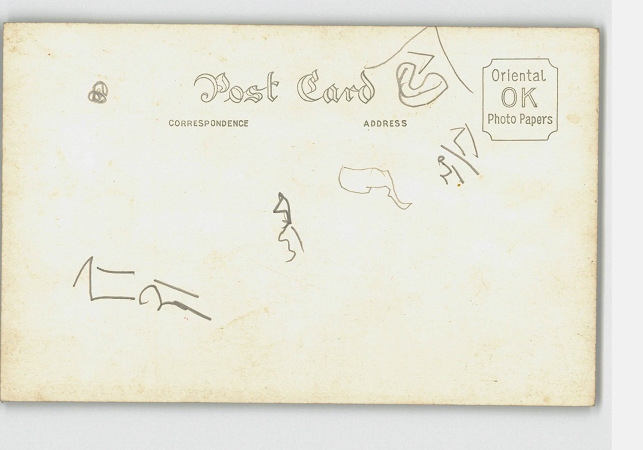 Post Card
CORRESPONDENCE
ADDRESS
Oriental
OK
Photo Papers